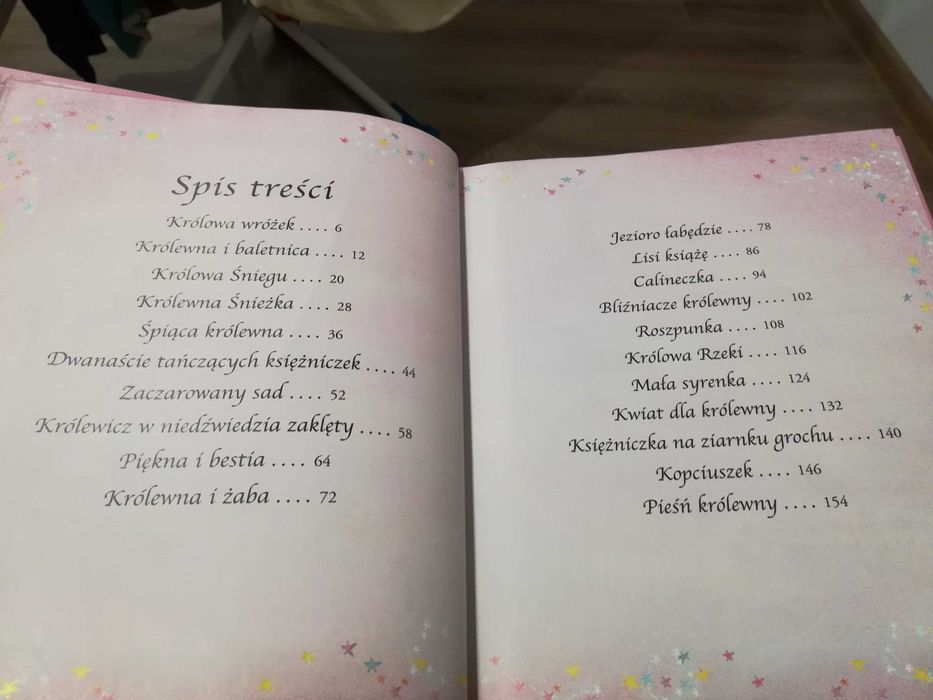 Spis treści
Królowa wróżek .... 6
Królewna i baletnica .... 12
Królowa Śniegu .... 20
Królewna Śnieżka .... 28
Śpiąca królewna .... 36
Dwanaście tańczących księżniczek .... 44
Zaczarowany sad .... 52
Królewicz w niedźwiedzia zaklęty .... 58
Piękna i bestia .... 64
Królewna i żaba .... 72
Jezioro łabędzie .... 78
Lisi książę .... 86
Calineczka .... 94
Bliźniacze królewny .... 102
Roszpunka .... 108
Królowa Rzeki .... 116
Mała syrenka .... 124
Kwiat dla królewny .... 132
Księżniczka na ziarnku grochu .... 140
Kopciuszek .... 146
Pieśń królewny .... 154